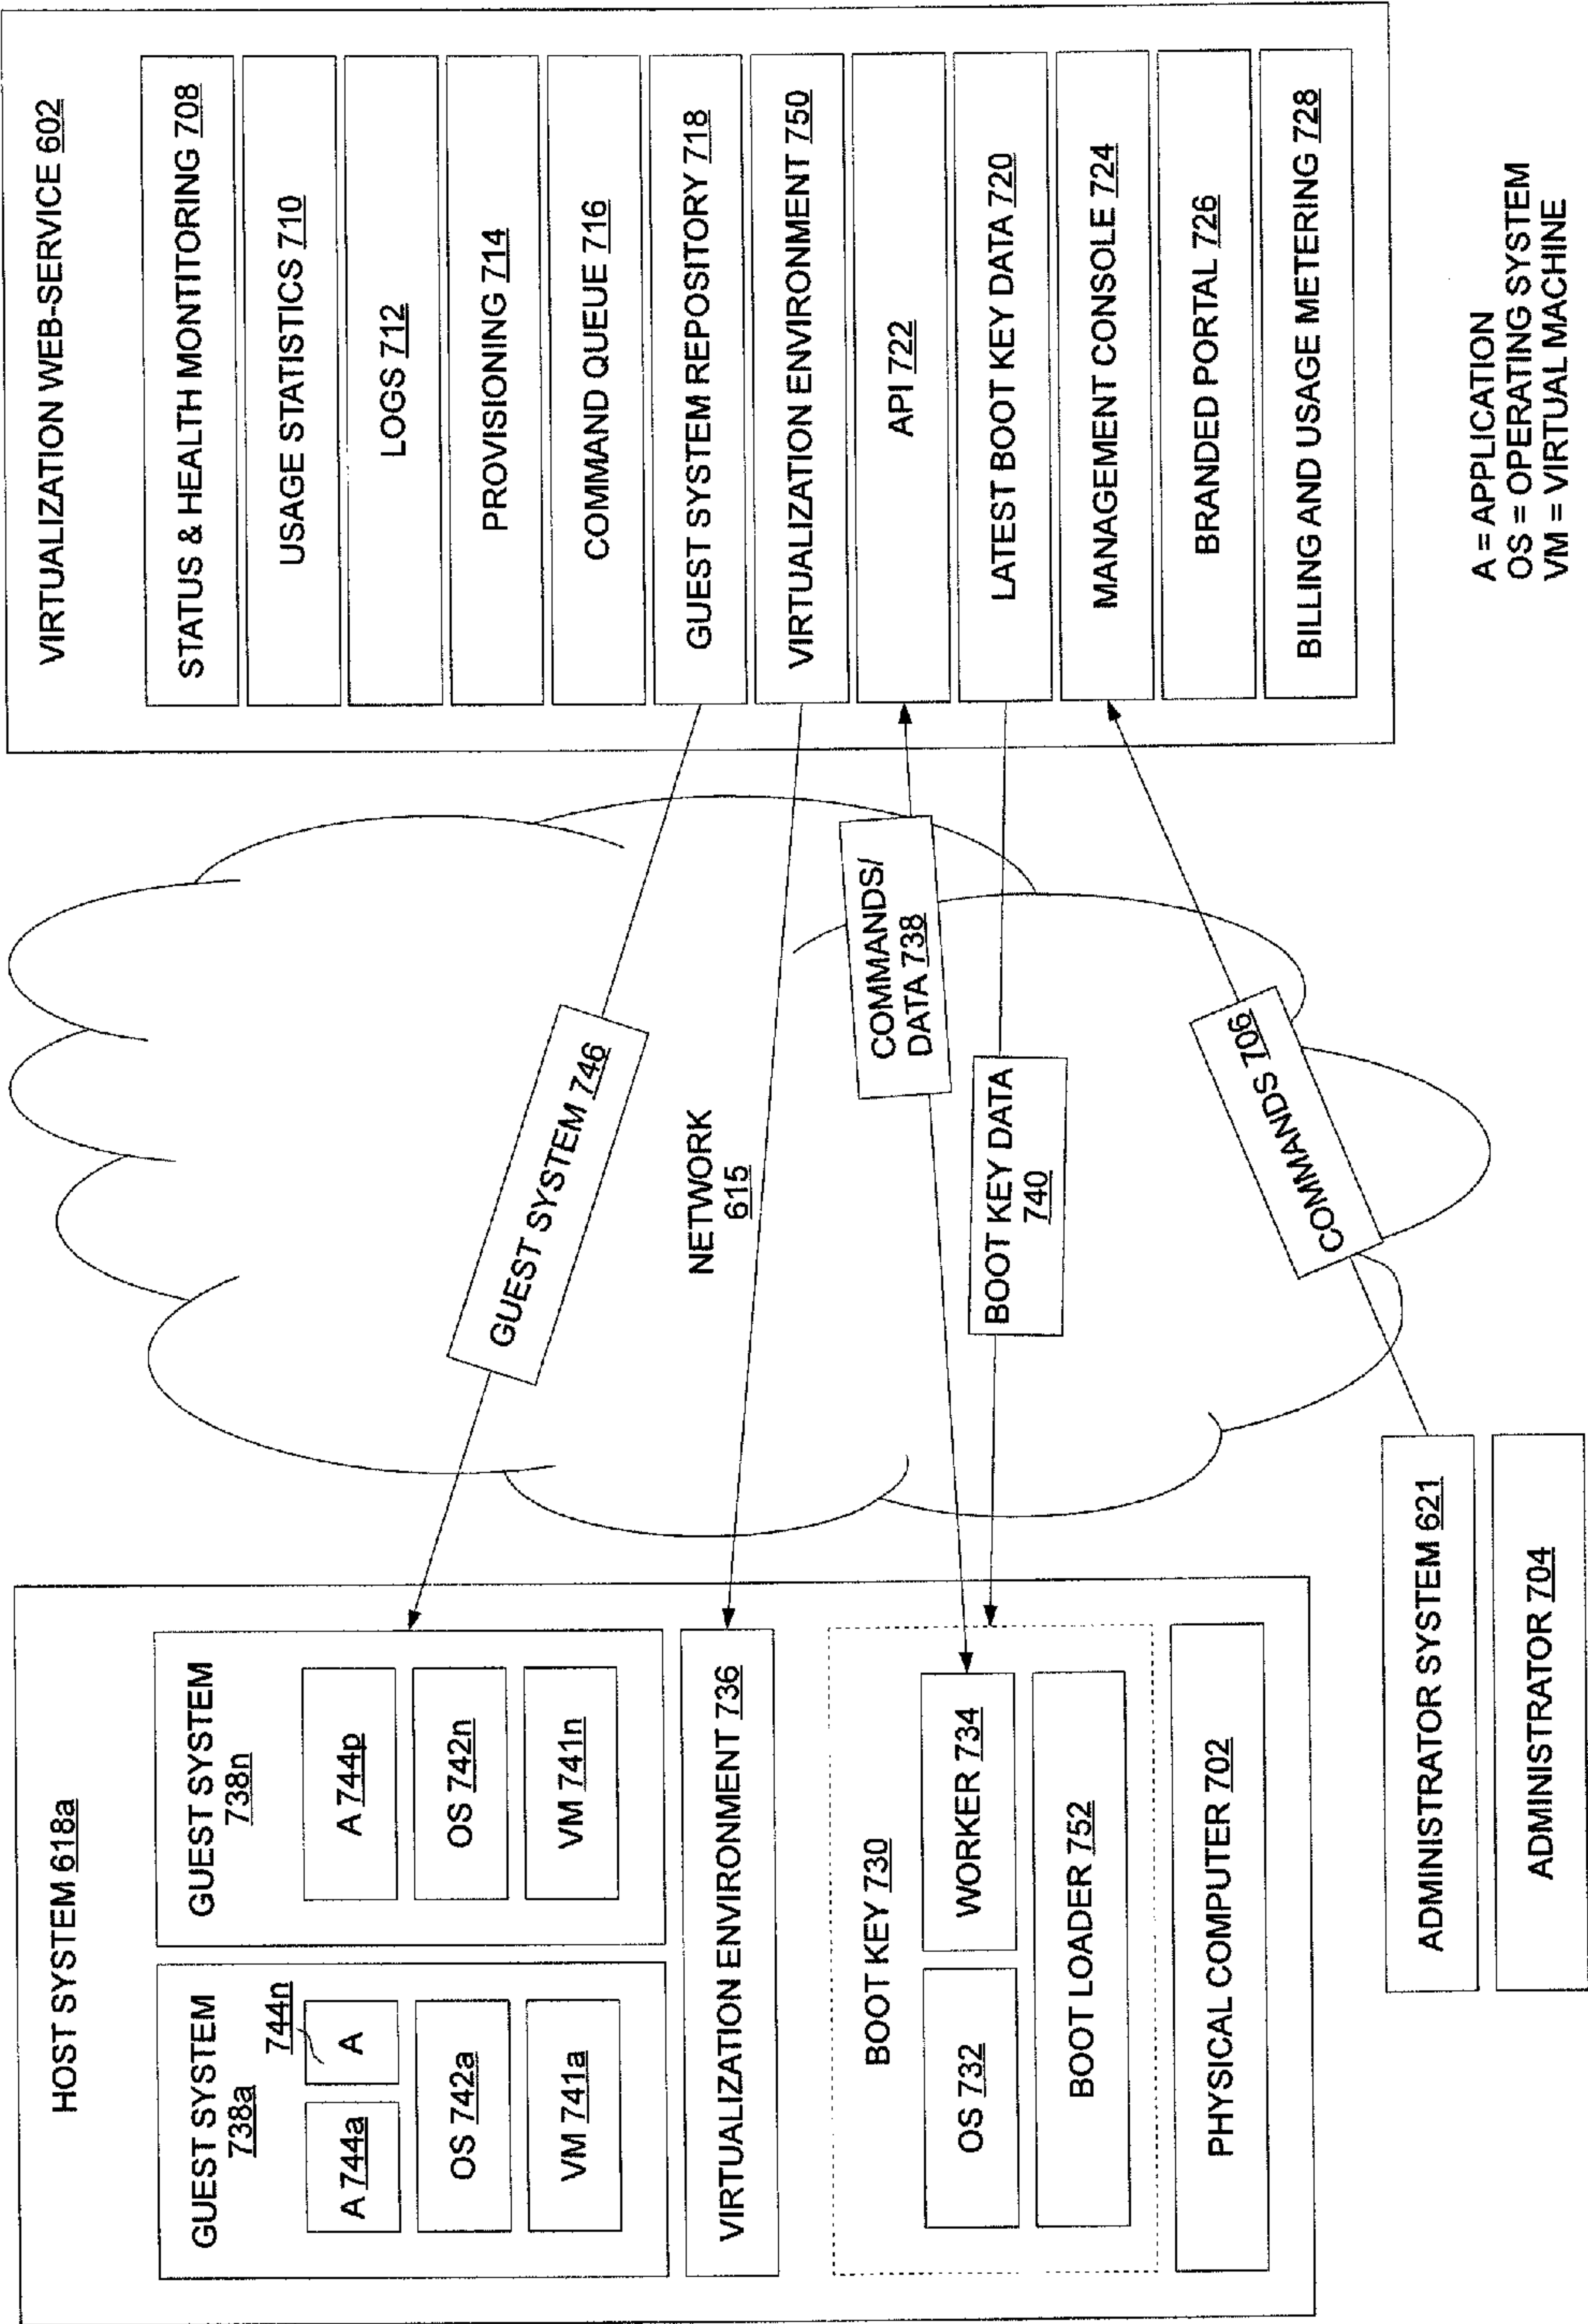 HOST SYSTEM 618a
GUEST SYSTEM
738a
744n
A 744a
A
OS 742a
VM 741a
GUEST SYSTEM
738n
A 744p
OS 742n
VM 741n
VIRTUALIZATION ENVIRONMENT 736
BOOT KEY 730
OS 732
WORKER 734
BOOT LOADER 752
PHYSICAL COMPUTER 702
ADMINISTRATOR SYSTEM 621
ADMINISTRATOR 704
GUEST SYSTEM 746
NETWORK
615
COMMANDS/
DATA 738
BOOT KEY DATA
740
COMMANDS 706
VIRTUALIZATION WEB-SERVICE 602
STATUS & HEALTH MONTITORING 708
USAGE STATISTICS 710
LOGS 712
PROVISIONING 714
COMMAND QUEUE 716
GUEST SYSTEM REPOSITORY 718
VIRTUALIZATION ENVIRONMENT 750
API 722
LATEST BOOT KEY DATA 720
MANAGEMENT CONSOLE 724
BRANDED PORTAL 726
BILLING AND USAGE METERING 728
A = APPLICATION
OS = OPERATING SYSTEM
VM = VIRTUAL MACHINE